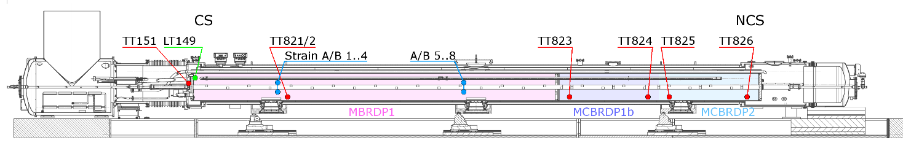 CS
NCS
TT151 LT149
TT821/2
TT823
TT824
TT825
TT826
Strain A/B 1..4
A/B 5..8
MBRDP1
MCBRDP1b
MCBRDP2